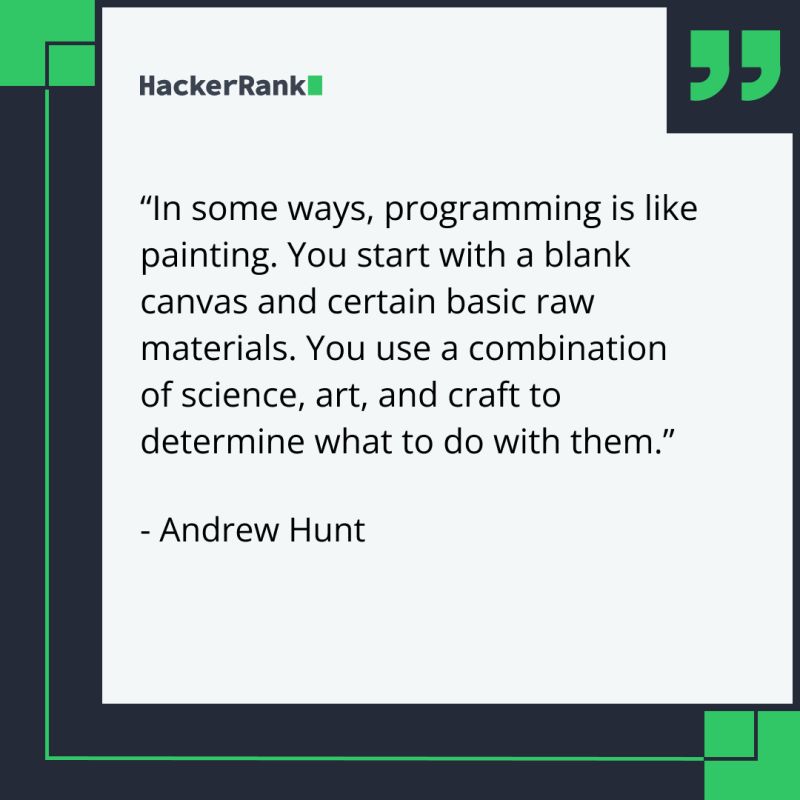 HackerRank
“In some ways, programming is like
painting. You start with a blank
canvas and certain basic raw
materials. You use a combination
of science, art, and craft to
determine what to do with them.”
- Andrew Hunt